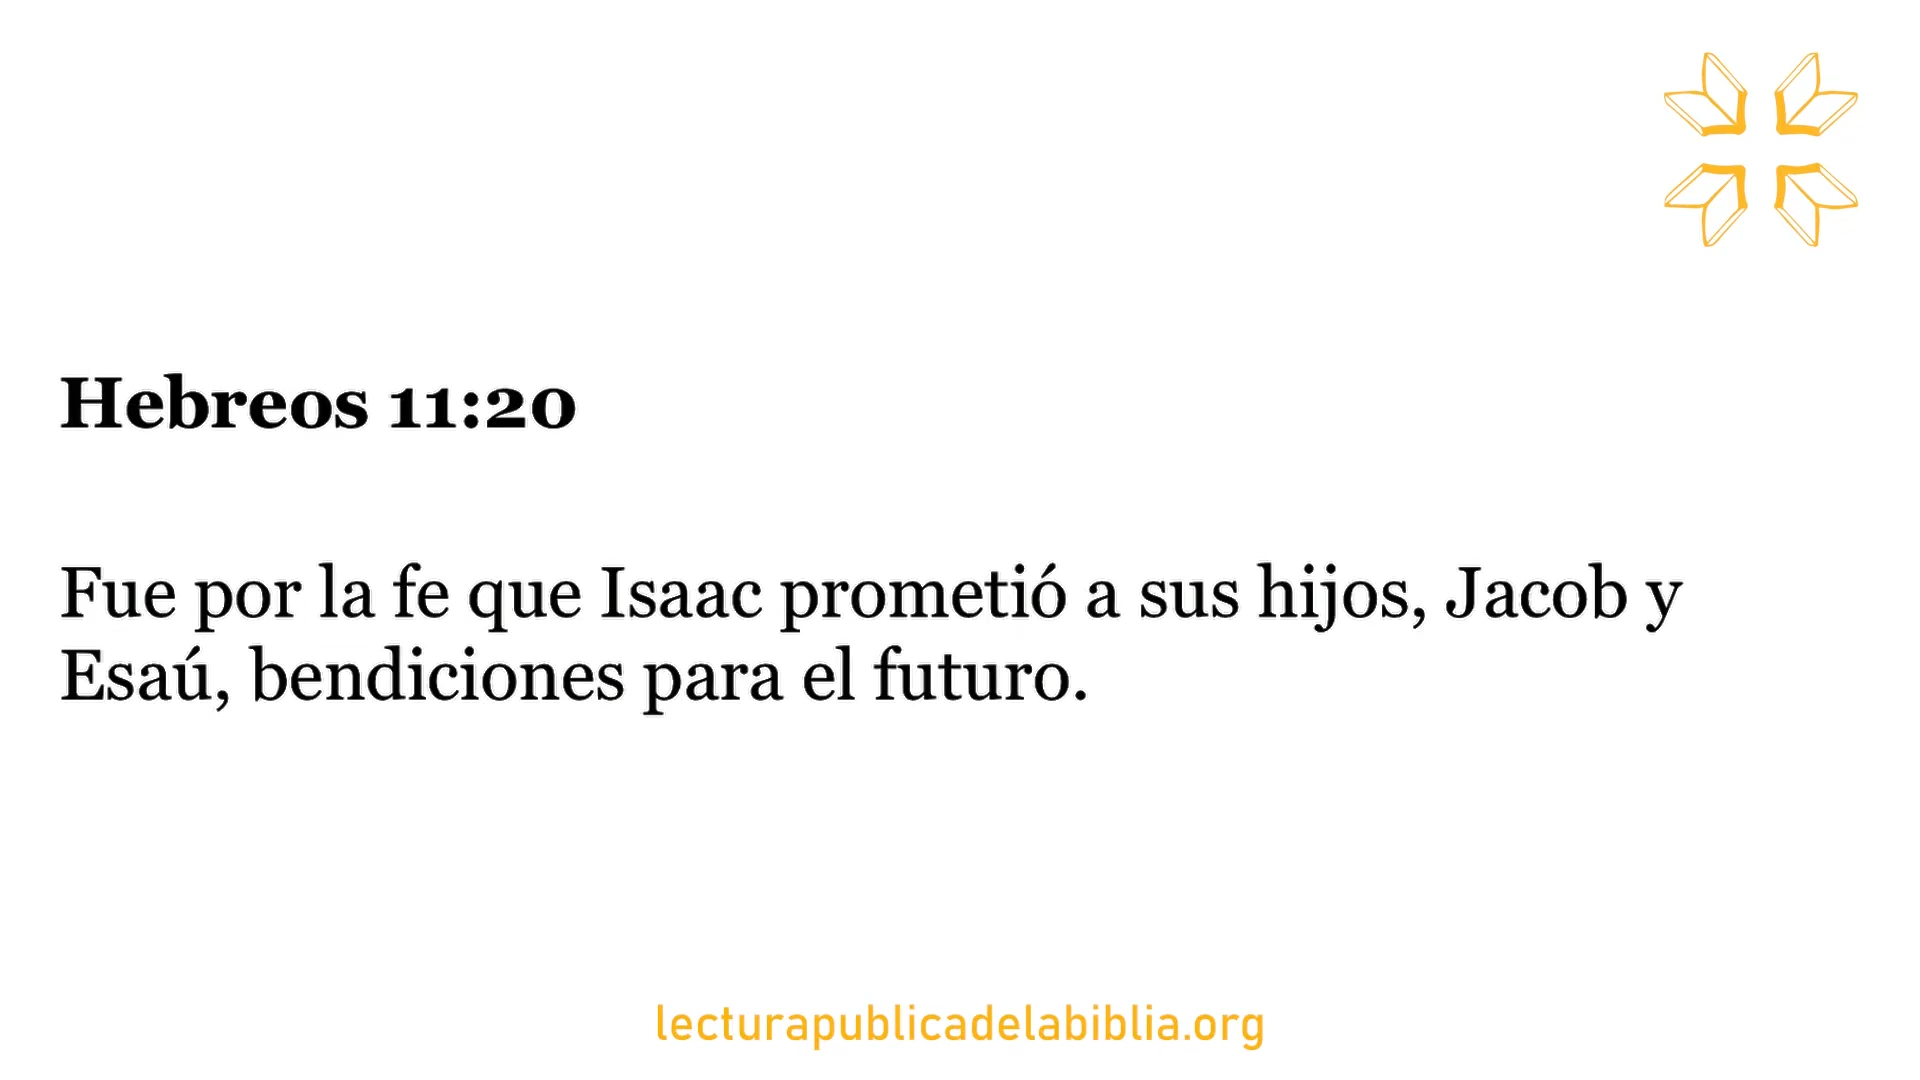 Hebreos 11:20
Fue por la fe que Isaac prometió a sus hijos, Jacob y
Esaú, bendiciones para el futuro.
lecturapublicadelabiblia.org